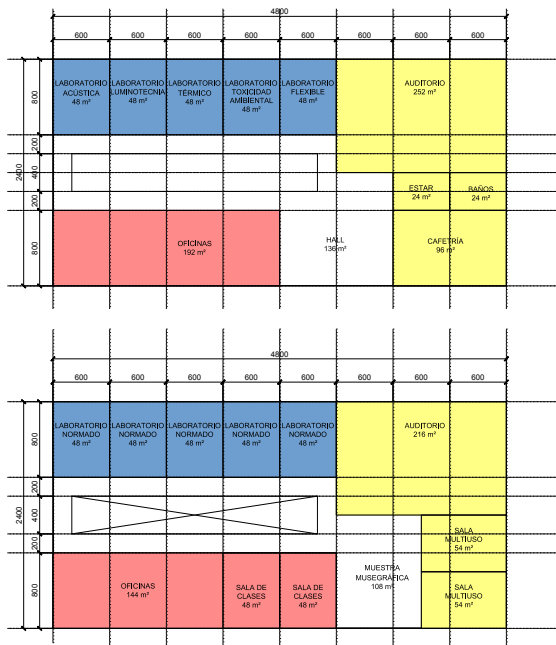 4800
600 600 600 600 600 600 600 600
LABORATORIO
ACÚSTICA
48 m²
LABORATORIO
LUMINOTECNIA
48 m²
LABORATORIO
TÉRMICO
48 m²
LABORATORIO
TOXICIDAD
AMIBIENTAL
48 m²
LABORATORIO
FLEXIBLE
48 m²
AUDITORIO
252 m²
800
200
400
2400
200
800
ESTAR
24 m²
BAÑOS
24 m²
OFICINAS
192 m²
HALL
136 m²
CAFETRÍA
96 m²
4800
600 600 600 600 600 600 600 600
LABORATORIO
NORMADO
48 m²
LABORATORIO
NORMADO
48 m²
LABORATORIO
NORMADO
48 m²
LABORATORIO
NORMADO
48 m²
LABORATORIO
NORMADO
48 m²
AUDITORIO
216 m²
800
200
400
2400
200
800
SALA
MULTIUSO
54 m²
OFICINAS
144 m²
SALA DE
CLASES
48 m²
SALA DE
CLASES
48 m²
MUESTRA
MUSEGRÁFICA
108 m²
SALA
MULTIUSO
54 m²